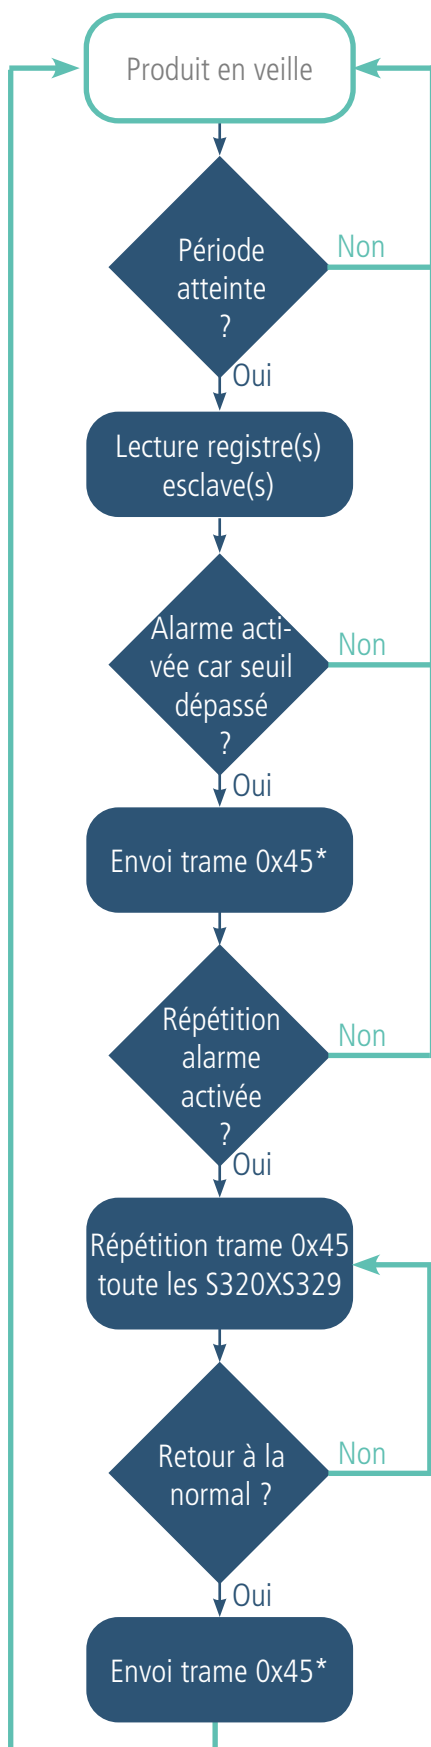 Produit en veille
Période
atteinte
?
Non
Oui
Lecture registre(s)
esclave(s)
Alarme acti-
vée car seuil
dépassé
?
Non
Oui
Envoi trame 0x45*
Répétition
alarme
activée
?
Non
Oui
Répétition trame 0x45
toute les S320XS329
Retour à la
normal ?
Non
Oui
Envoi trame 0x45*